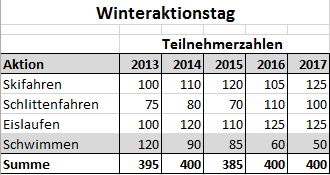 Winteraktionstag
Teilnehmerzahlen
Aktion 2013 2014 2015 2016 2017
Skifahren 100 110 120 105 125
Schlittenfahren 75 80 70 110 100
Eislaufen 100 120 110 125 125
Schwimmen 120 90 85 60 50
Summe 395 400 385 400 400